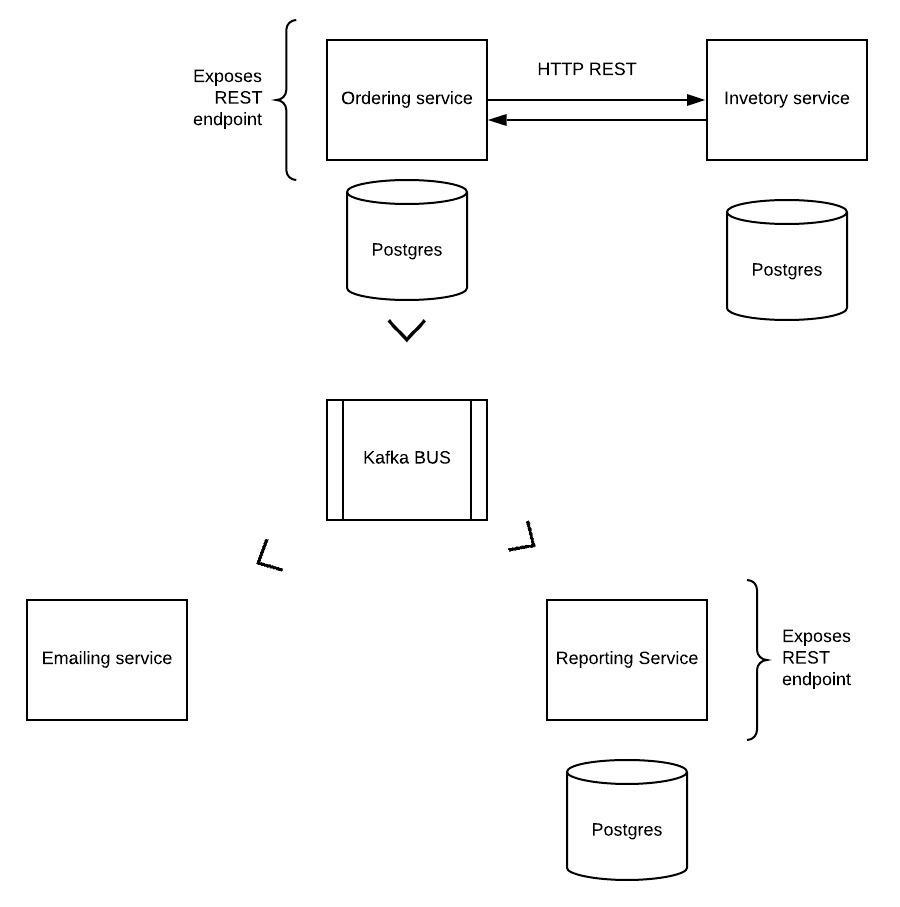 Exposes
REST
endpoint
Ordering service
HTTP REST
Invetory service
Postgres
Postgres
Kafka BUS
Emailing service
Reporting Service
Exposes
REST
endpoint
Postgres